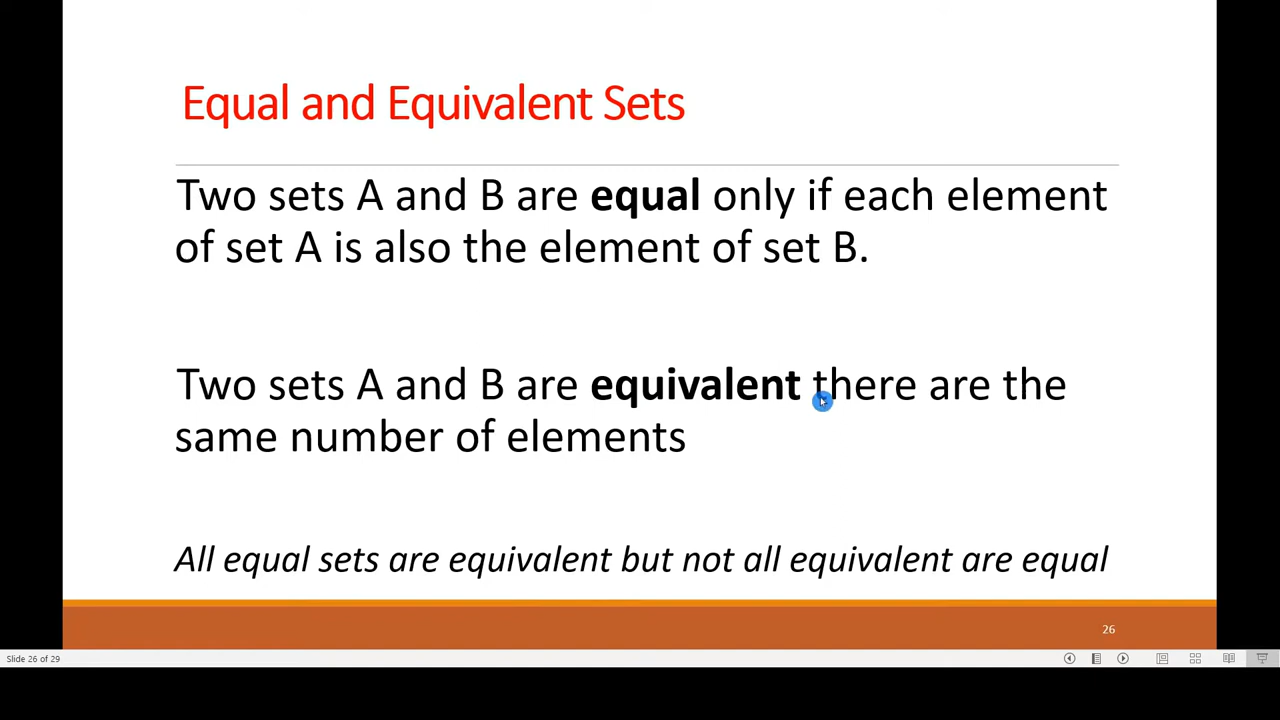 Equal and Equivalent Sets
Two sets A and B are equal only if each element
of set A is also the element of set B.
Two sets A and B are equivalent there are the
same number of elements
All equal sets are equivalent but not all equivalent are equal
26
Slide 26 of 29